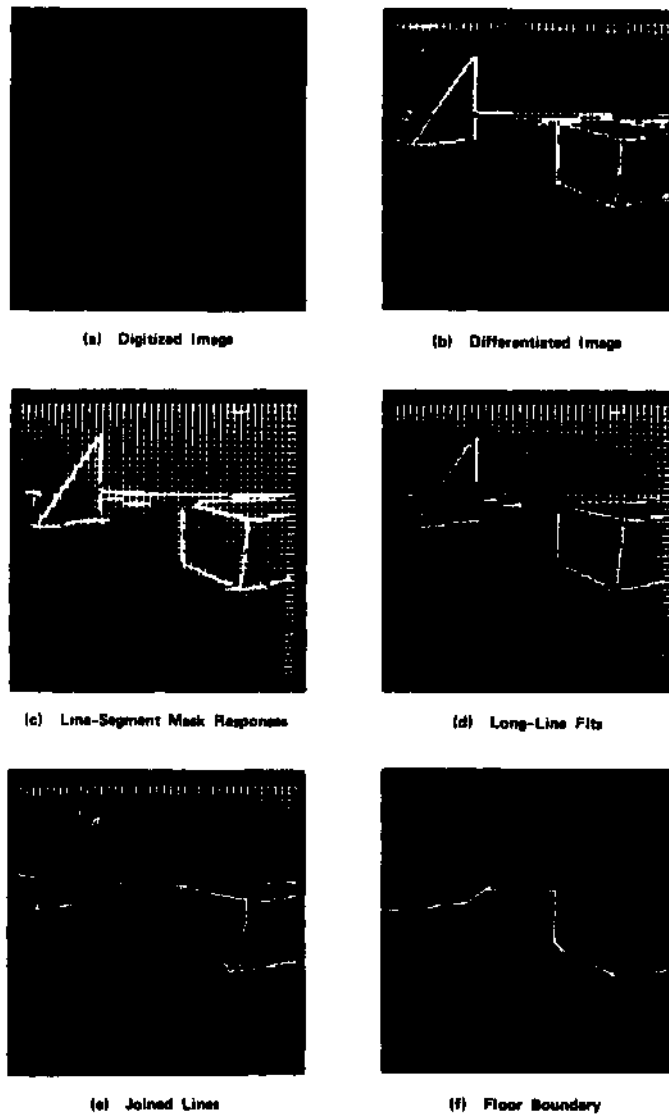 (a) Digitized Image
(b) Differentiated Image
(c) Line-Segment Mask Responses
(d) Long-Line Fits
(e) Joined Lines
(f) Floor Boundary